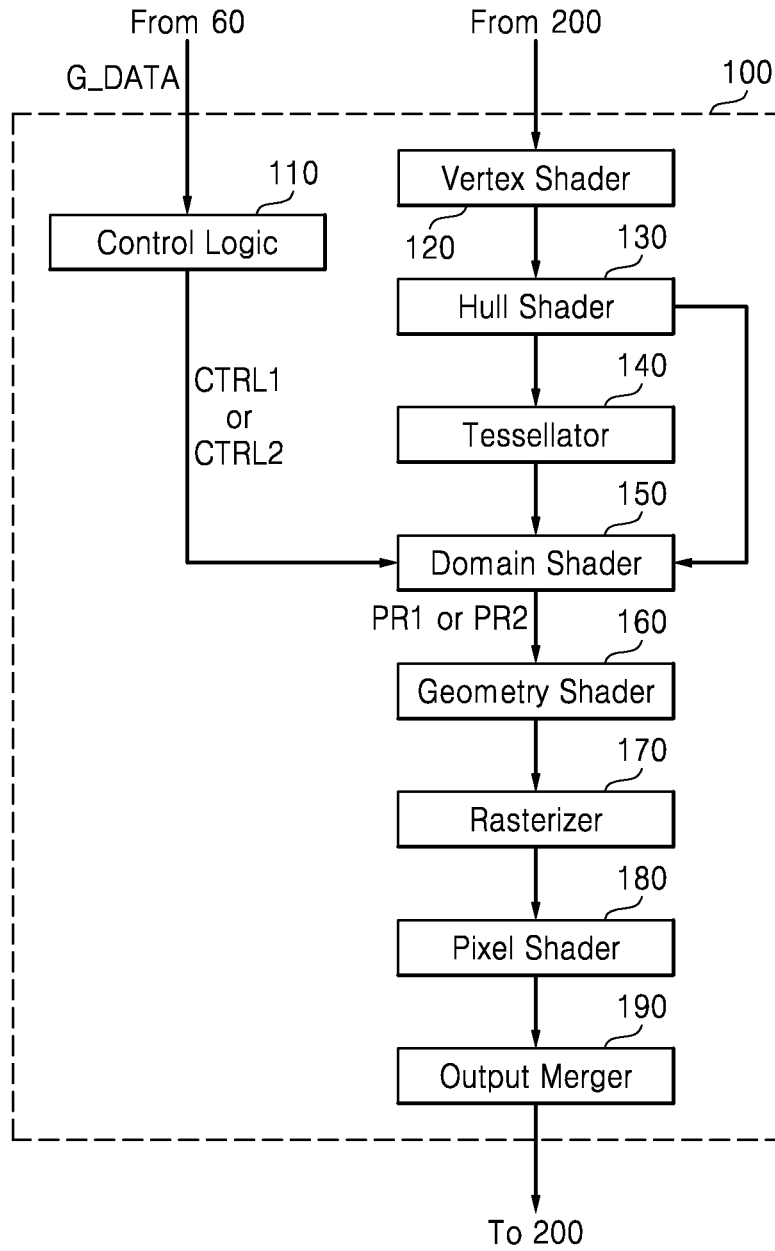 From 60
From 200
G_DATA
100
110
Control Logic
Vertex Shader
120
130
Hull Shader
CTRL1
or
CTRL2
140
Tessellator
150
Domain Shader
PR1 or PR2
160
Geometry Shader
170
Rasterizer
180
Pixel Shader
190
Output Merger
To 200